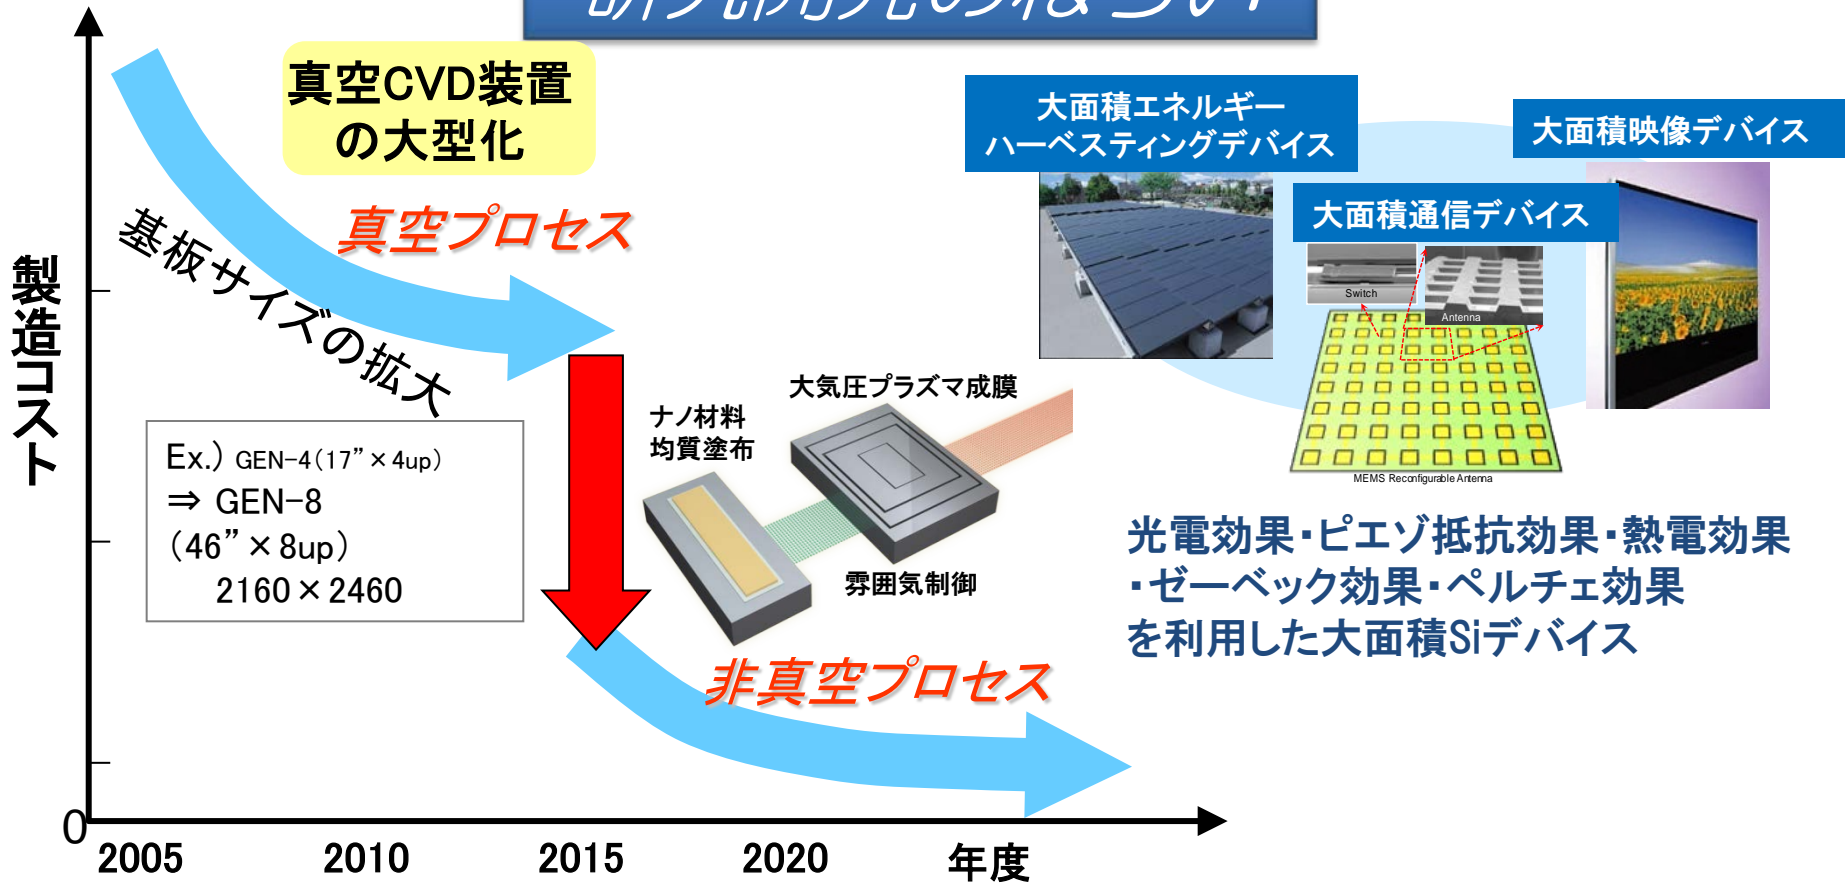 研究開発のねらい
真空CVD装置
の大型化
真空プロセス
基板サイズの拡大
製造コスト
Ex.) GEN-4(17”×4up)
⇒ GEN-8
(46”×8up)
2160×2460
ナノ材料
均質塗布
大気圧プラズマ成膜
雰囲気制御
非真空プロセス
大面積エネルギー
ハーベスティングデバイス
大面積映像デバイス
大面積通信デバイス
Switch
Antenna
MEMS Reconfigurable Antenna
光電効果・ピエゾ抵抗効果・熱電効果
・ゼーベック効果・ペルチェ効果
を利用した大面積Siデバイス
0
2005
2010
2015
2020
年度